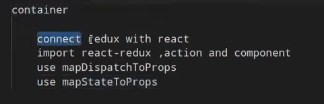 container
connect redux with react
import react-redux ,action and component
use mapDispatchToProps
use mapStateToProps